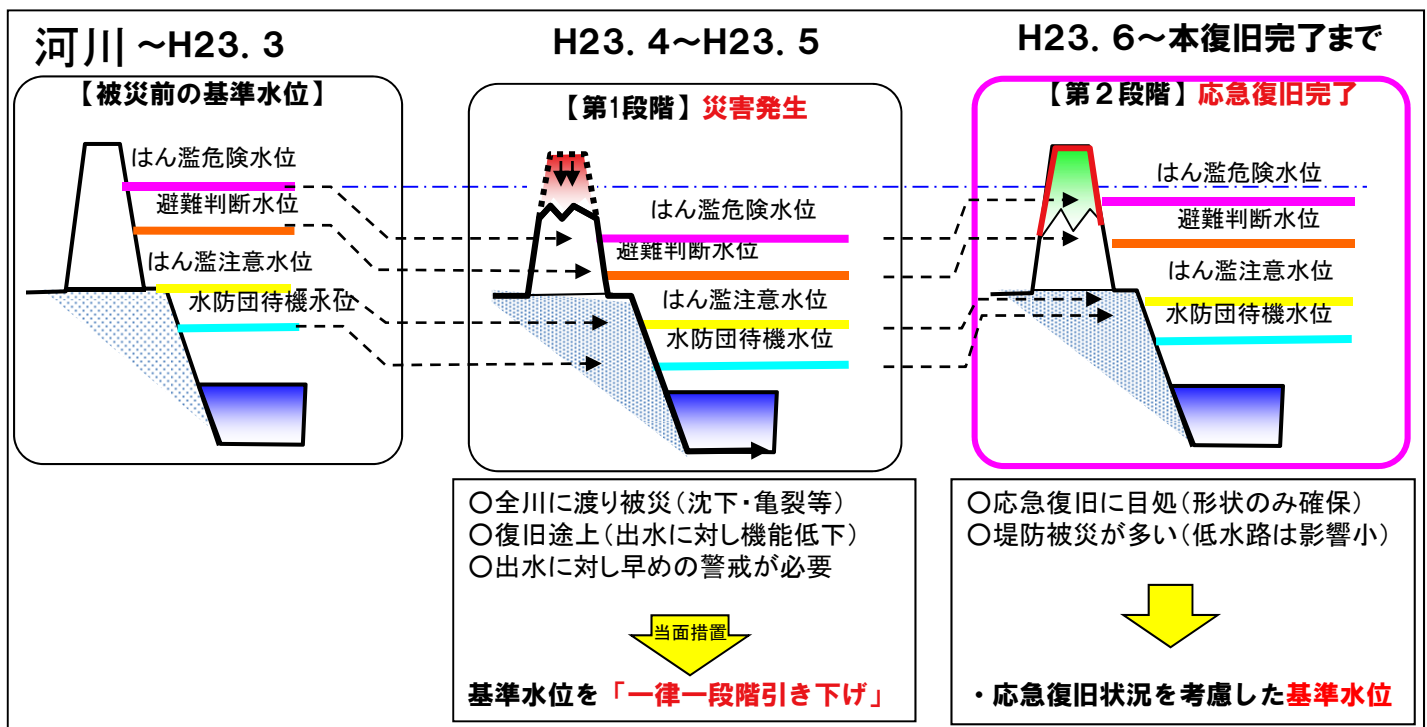 河川 ~H23. 3
【被災前の基準水位】
はん濫危険水位
避難判断水位
はん濫注意水位
水防団待機水位
H23. 4~H23. 5
【第1段階】 災害発生
はん濫危険水位
避難判断水位
はん濫注意水位
水防団待機水位
○全川に渡り被災(沈下・亀裂等)
○復旧途上(出水に対し機能低下)
○出水に対し早めの警戒が必要
当面措置
基準水位を「一律一段階引き下げ」
H23. 6~本復旧完了まで
【第2段階】 応急復旧完了
はん濫危険水位
避難判断水位
はん濫注意水位
水防団待機水位
○応急復旧に目処(形状のみ確保)
○堤防被災が多い(低水路は影響小)
・応急復旧状況を考慮した基準水位